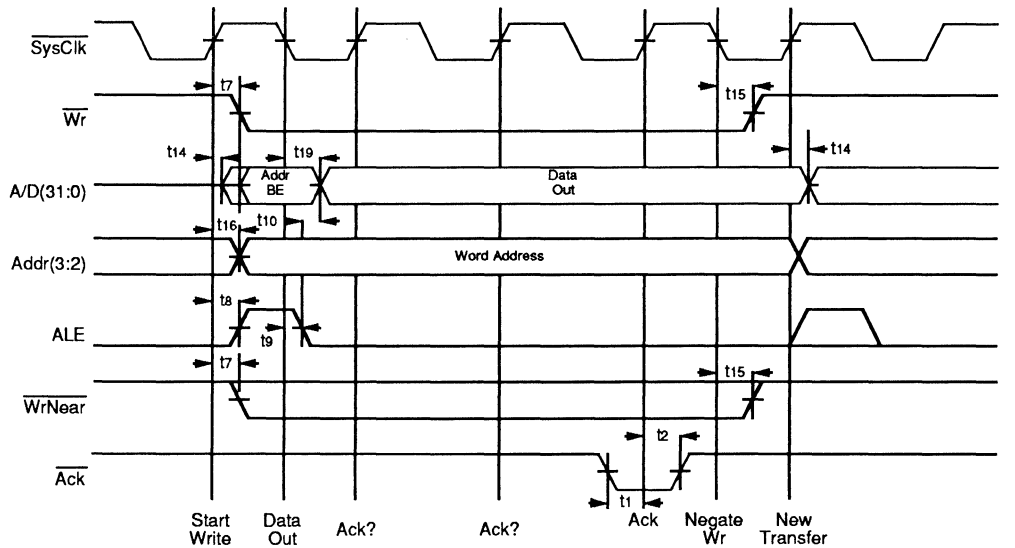 SysClk
t7
t15
Wr
t14
t19
t14
Addr
BE
Data
Out
A/D(31:0)
t16
t10
Word Address
Addr(3:2)
t8
ALE
t9
t7
t15
WrNear
t2
Ack
t1
Start
Write
Data
Out
Ack?
Ack?
Ack
Negate
Wr
New
Transfer